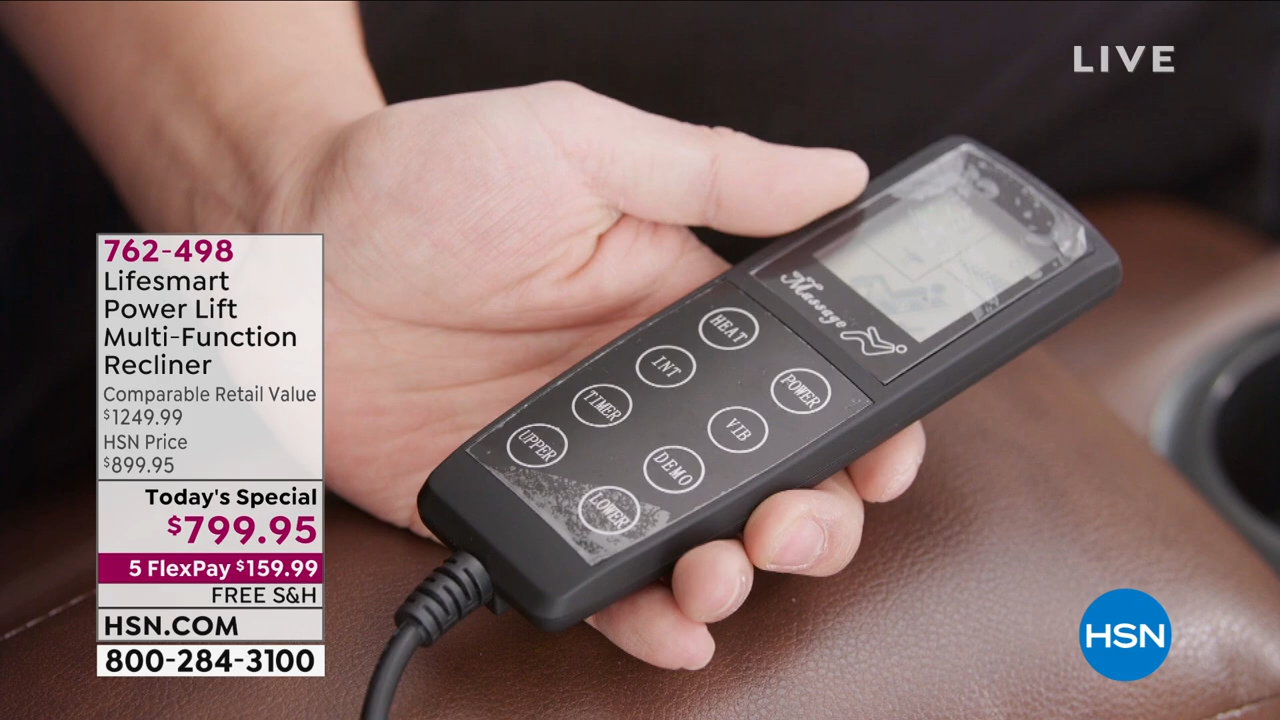 LIVE
762-498
Lifesmart
Power Lift
Multi-Function
Recliner
Comparable Retail Value
$1249.99
HSN Price
$899.95
Today's Special
$799.95
5 FlexPay $159.99
FREE S&H
HSN.COM
800-284-3100
Massage
HEAT
INT
POWER
TIMER
VIB
UPPER
DEMO
LOWER
HSN